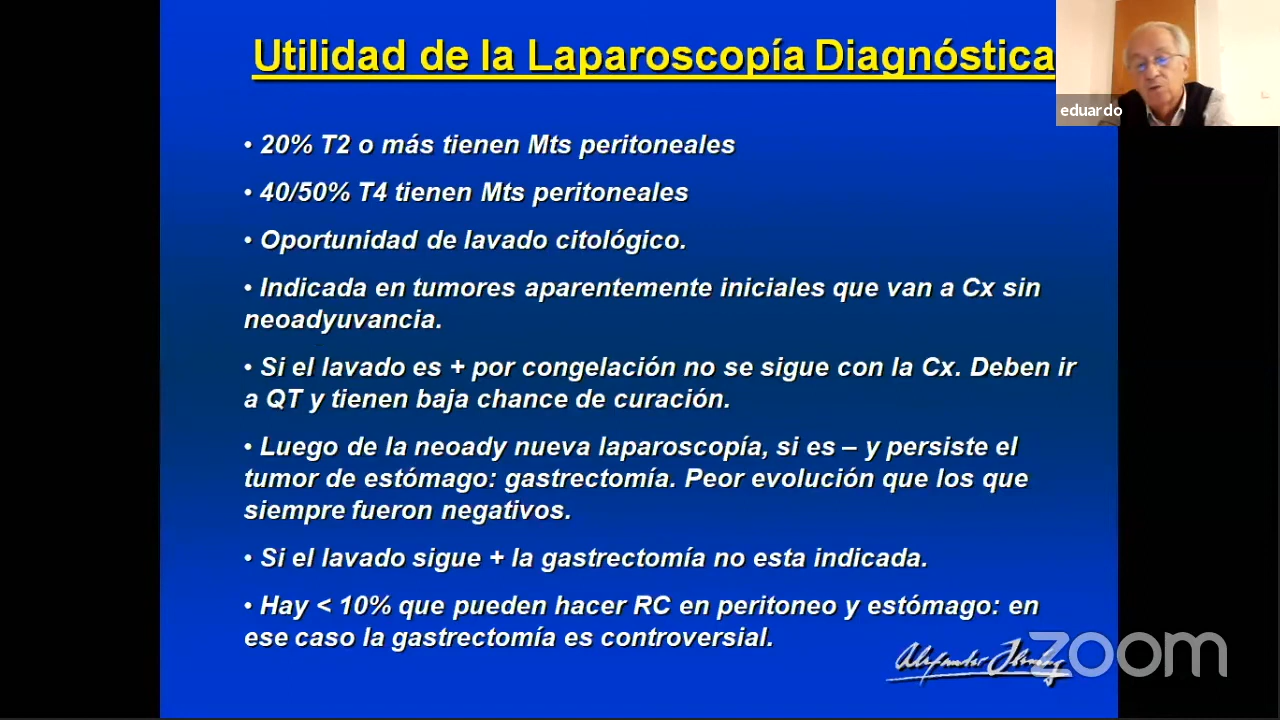 Utilidad de la Laparoscopía Diagnóstica
eduardo
• 20% T2 o más tienen Mts peritoneales
• 40/50% T4 tienen Mts peritoneales
• Oportunidad de lavado citológico.
• Indicada en tumores aparentemente iniciales que van a Cx sin
neoadyuvancia.
• Si el lavado es + por congelación no se sigue con la Cx. Deben ir
a QT y tienen baja chance de curación.
• Luego de la neoady nueva laparoscopía, si es – y persiste el
tumor de estómago: gastrectomía. Peor evolución que los que
siempre fueron negativos.
• Si el lavado sigue + la gastrectomía no esta indicada.
• Hay < 10% que pueden hacer RC en peritoneo y estómago: en
ese caso la gastrectomía es controversial.
zoom